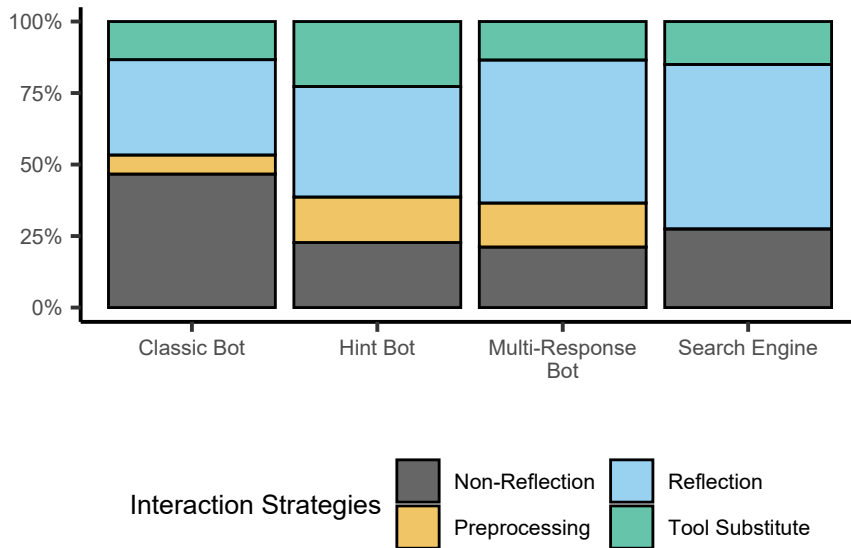 100%
75%
50%
25%
0%
Classic Bot
Hint Bot
Multi-Response
Bot
Search Engine
Interaction Strategies
Non-Reflection
Reflection
Preprocessing
Tool Substitute